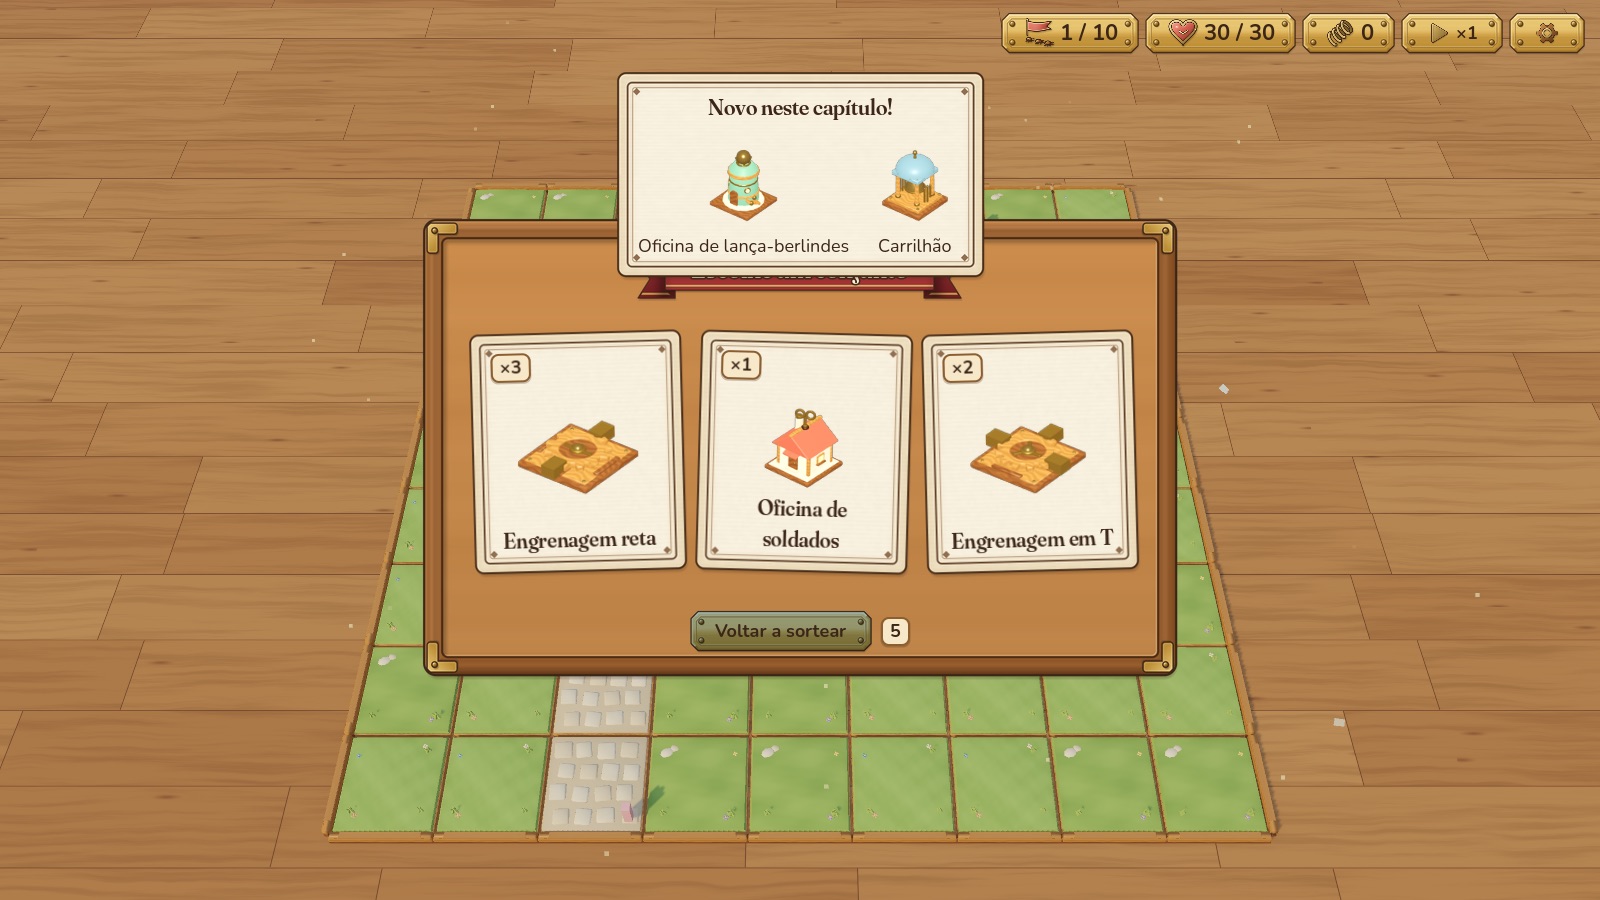 1 / 10
30 / 30
0
×1
Novo neste capítulo!
Oficina de lança-berlindes
Carrilhão
×3
×1
×2
Engrenagem reta
Oficina de
soldados
Engrenagem em T
Voltar a sortear
5